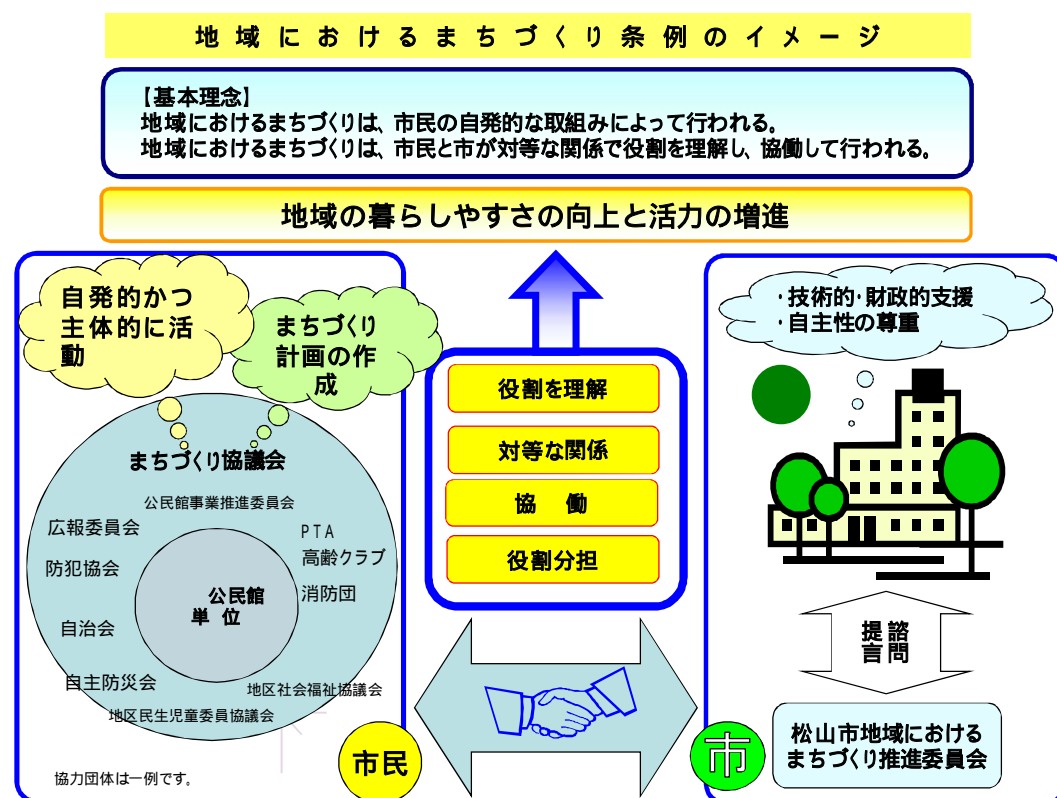 地域におけるまちづくり条例のイメージ
【基本理念】
地域におけるまちづくりは、市民の自発的な取組みによって行われる。
地域におけるまちづくりは、市民と市が対等な関係で役割を理解し、協働して行われる。
地域の暮らしやすさの向上と活力の増進
自発的かつ
主体的に活
動
まちづくり
計画の作
成
まちづくり協議会
公民館事業推進委員会
広報委員会
PTA
高齢クラブ
防犯協会
消防団
公民館
単 位
自治会
自主防災会
地区社会福祉協議会
地区民生児童委員協議会
協力団体は一例です。
市民
役割を理解
対等な関係
協 働
役割分担
・技術的・財政的支援
・自主性の尊重
提言
諮問
市
松山市地域における
まちづくり推進委員会